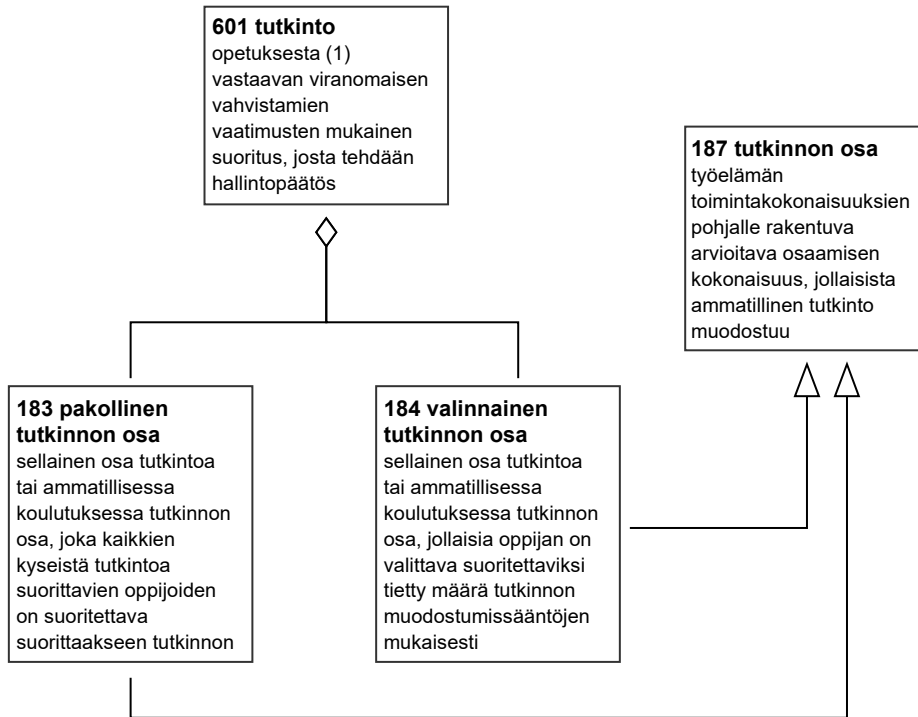 601 tutkinto
opetuksesta (1)
vastaavan viranomaisen
vahvistamien
vaatimusten mukainen
suoritus, josta tehdään
hallintopäätös
187 tutkinnon osa
työelämän
toimintakokonaisuuksien
pohjalle rakentuva
arvioitava osaamisen
kokonaisuus, jollaisista
ammatillinen tutkinto
muodostuu
183 pakollinen
tutkinnon osa
sellainen osa tutkintoa
tai ammatillisessa
koulutuksessa tutkinnon
osa, joka kaikkien
kyseistä tutkintoa
suorittavien oppijoiden
on suoritettava
suorittaakseen tutkinnon
184 valinnainen
tutkinnon osa
sellainen osa tutkintoa
tai ammatillisessa
koulutuksessa tutkinnon
osa, jollaisia oppijan on
valittava suoritettaviksi
tietty määrä tutkinnon
muodostumissääntöjen
mukaisesti